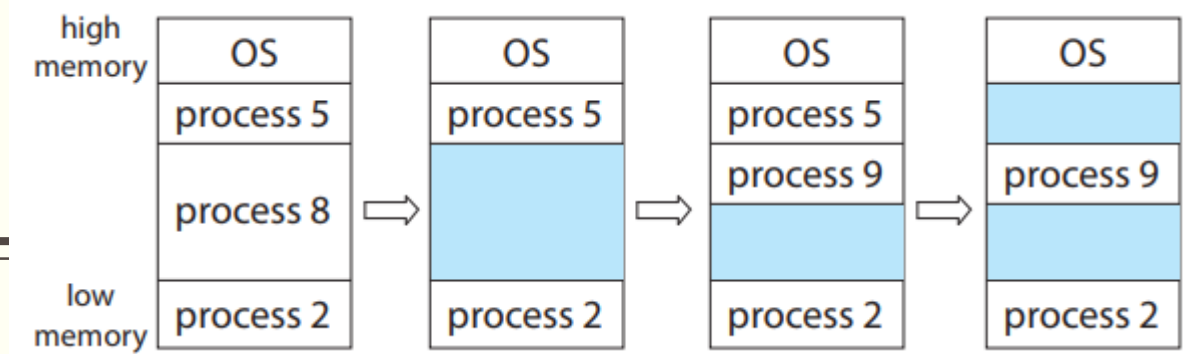 high
memory
OS
process 5
process 8
process 2
low
memory
OS
process 5
process 2
OS
process 5
process 9
process 2
OS
process 9
process 2